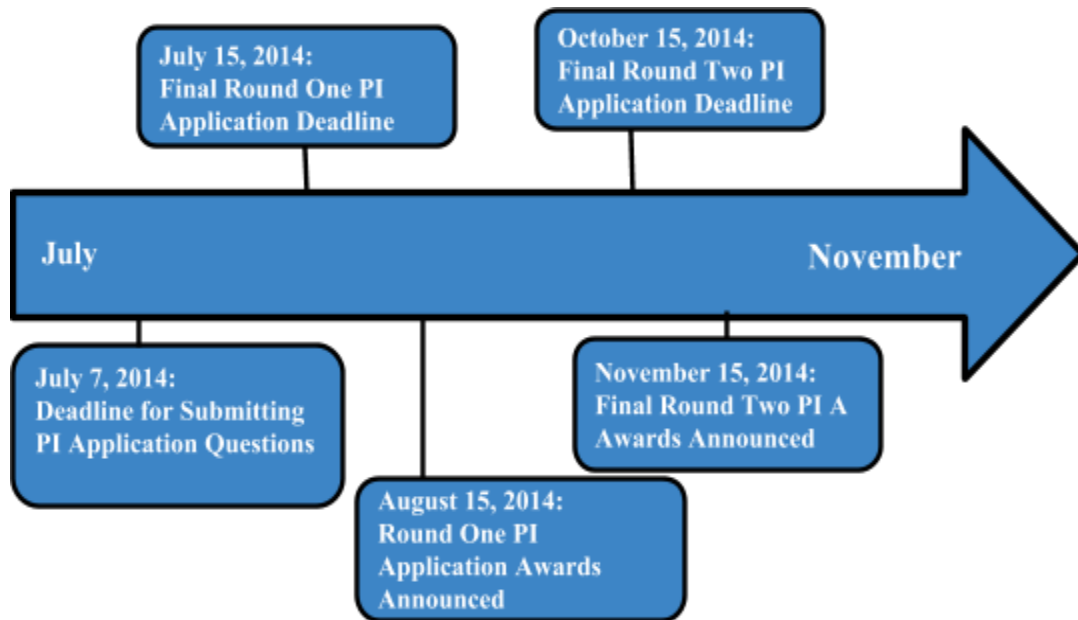 July 15, 2014:
Final Round One PI
Application Deadline
October 15, 2014:
Final Round Two PI
Application Deadline
July
November
July 7, 2014:
Deadline for Submitting
PI Application Questions
August 15, 2014:
Round One PI
Application Awards
Announced
November 15, 2014:
Final Round Two PI A
Awards Announced